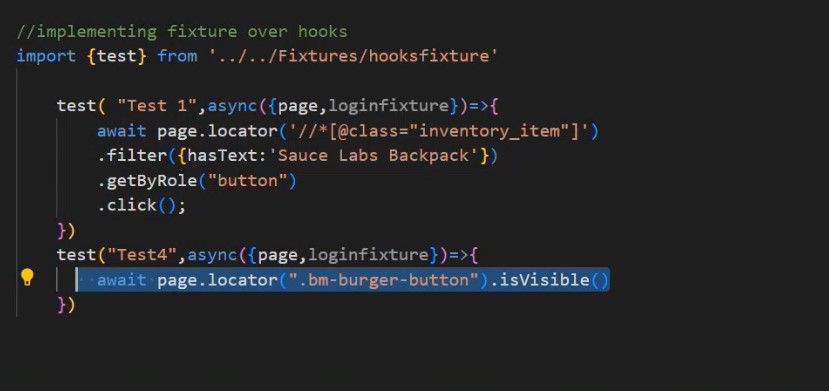 //implementing fixture over hooks
import {test} from '../../Fixtures/hooksfixture'
test( "Test 1",async({page,loginfixture})=>{
await page.locator('//*[@class="inventory_item"]')
.filter({hasText:'Sauce Labs Backpack'})
.getByRole("button")
.click();
})
test("Test4",async({page,loginfixture})=>{
await page.locator(".bm-burger-button").isVisible()
})